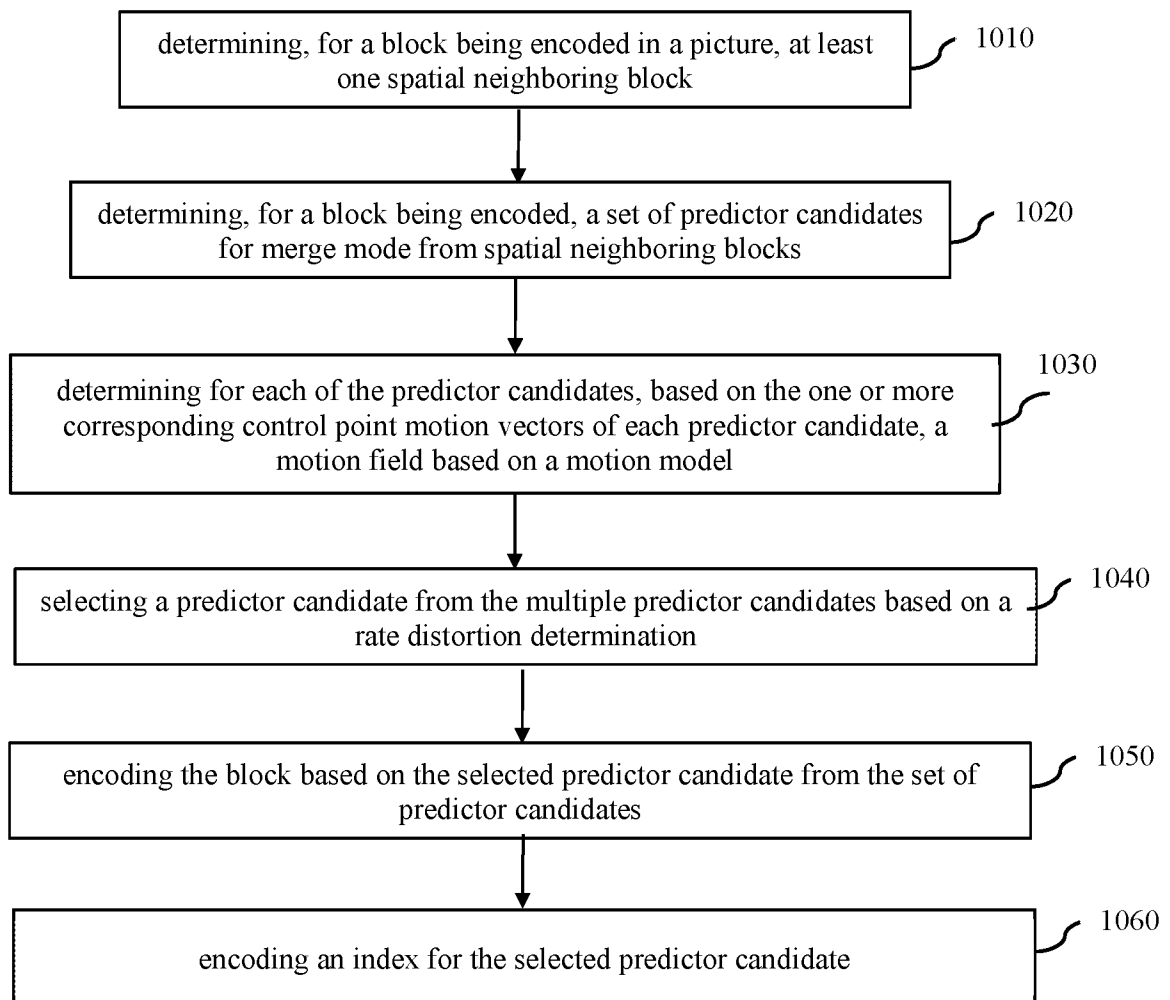 determining, for a block being encoded in a picture, at least
one spatial neighboring block
1010
determining, for a block being encoded, a set of predictor candidates
for merge mode from spatial neighboring blocks
1020
determining for each of the predictor candidates, based on the one or more
corresponding control point motion vectors of each predictor candidate, a
motion field based on a motion model
1030
selecting a predictor candidate from the multiple predictor candidates based on a
rate distortion determination
1040
encoding the block based on the selected predictor candidate from the set of
predictor candidates
1050
encoding an index for the selected predictor candidate
1060